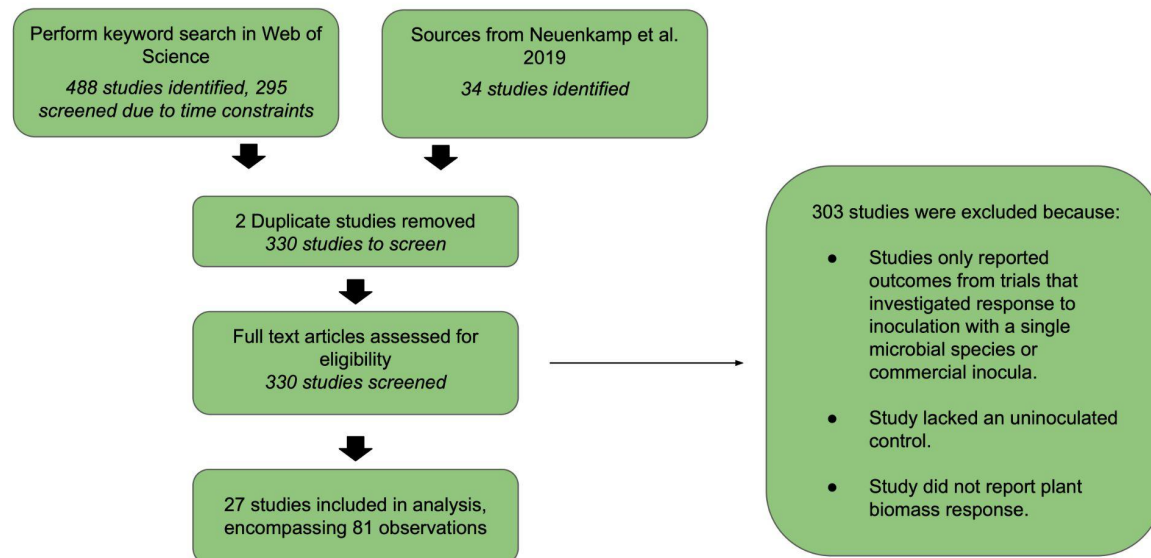 Perform keyword search in Web of
Science
488 studies identified, 295
screened due to time constraints
Sources from Neuenkamp et al.
2019
34 studies identified
2 Duplicate studies removed
330 studies to screen
Full text articles assessed for
eligibility
330 studies screened
27 studies included in analysis,
encompassing 81 observations
303 studies were excluded because:
● Studies only reported
outcomes from trials that
investigated response to
inoculation with a single
microbial species or
commercial inocula.
● Study lacked an uninoculated
control.
● Study did not report plant
biomass response.